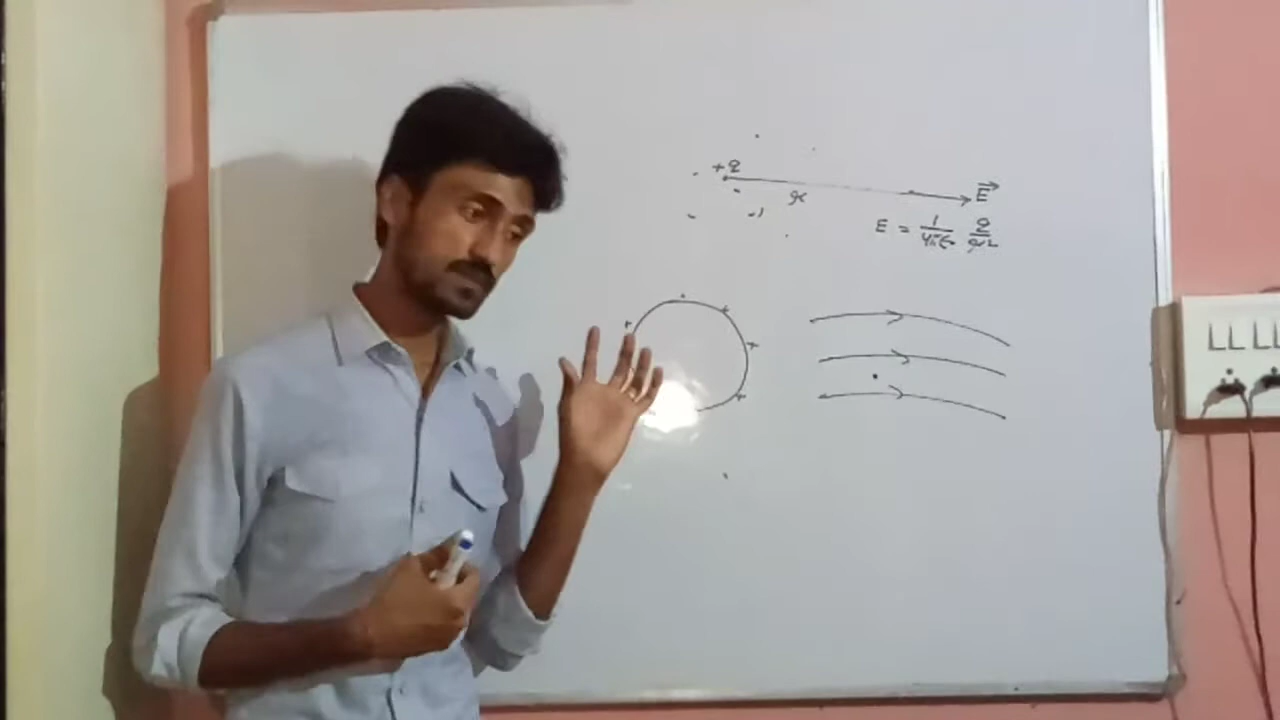 +q
r
E⃗
E = 1/4πε₀ q/r²
+
+
+